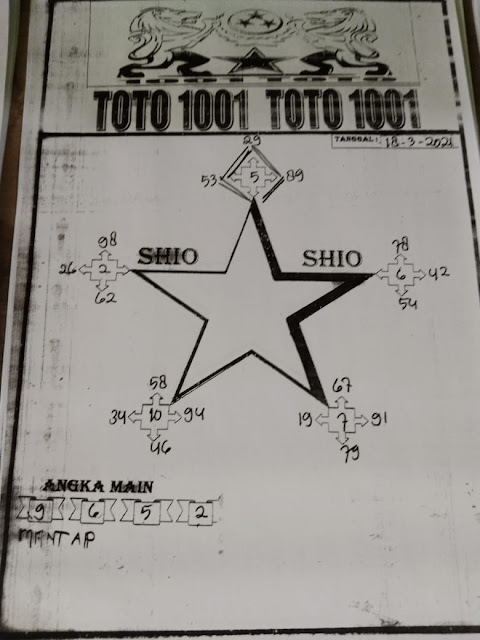 TOTO 1001 TOTO 1001
TANGGAL: 18-3-2021
29
53 5 89
98
SHIO
26 2
62
SHIO
78
6 42
54
58
34 10 94
46
67
19 7 91
79
ANGKA MAIN
9 6 5 2
MANTAP